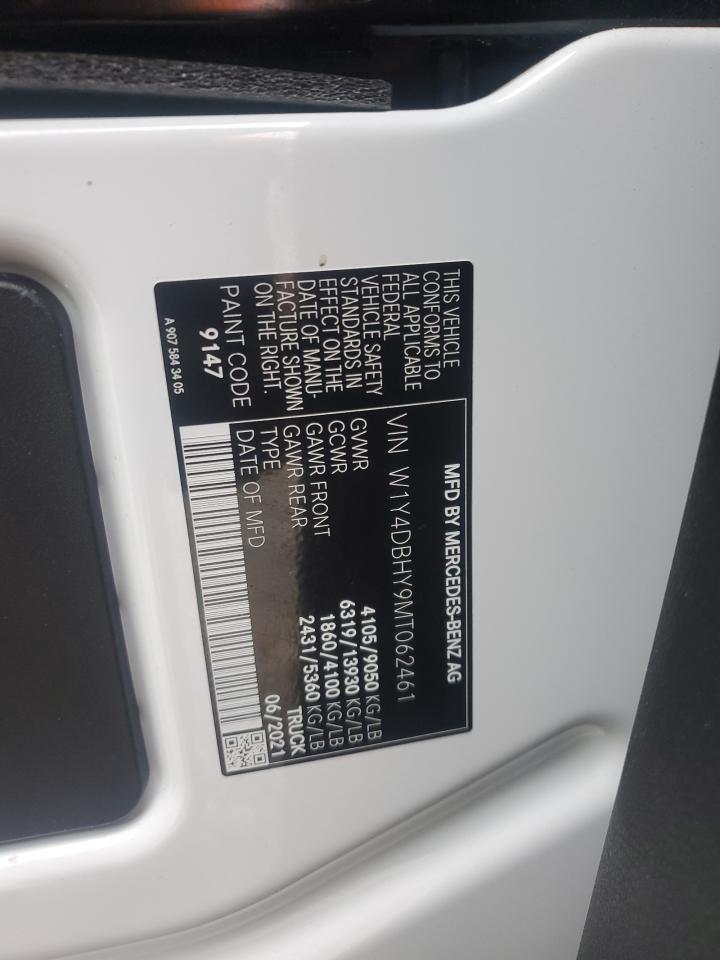 MFD BY MERCEDES-BENZ AG
VIN W1Y4DBHY9MT062461
THIS VEHICLE
CONFORMS TO
ALL APPLICABLE
FEDERAL
VEHICLE SAFETY
STANDARDS IN
EFFECT ON THE
DATE OF MANU-
FACTURE SHOWN
ON THE RIGHT.
GVWR 4105/9050 KG/LB
GCWR 6319/13930 KG/LB
GAWR FRONT 1860/4100 KG/LB
GAWR REAR 2431/5360 KG/LB
TYPE TRUCK
DATE OF MFD 06/2021
PAINT CODE
9147
A 907 584 34 05